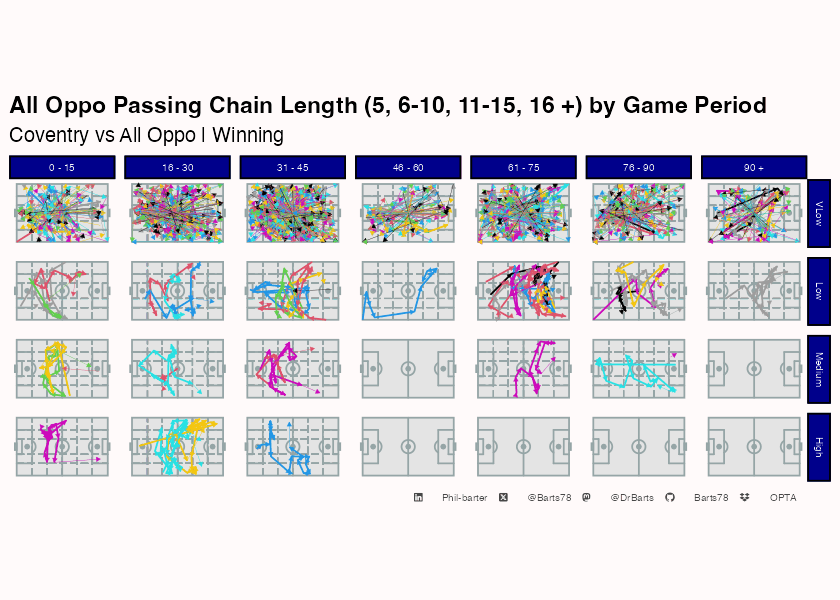 All Oppo Passing Chain Length (5, 6-10, 11-15, 16 +) by Game Period
Coventry vs All Oppo | Winning
0 - 15 16 - 30 31 - 45 46 - 60 61 - 75 76 - 90 90 +
VLow
Low
Medium
High
Phil-barter @Barts78 @DrBarts Barts78 OPTA